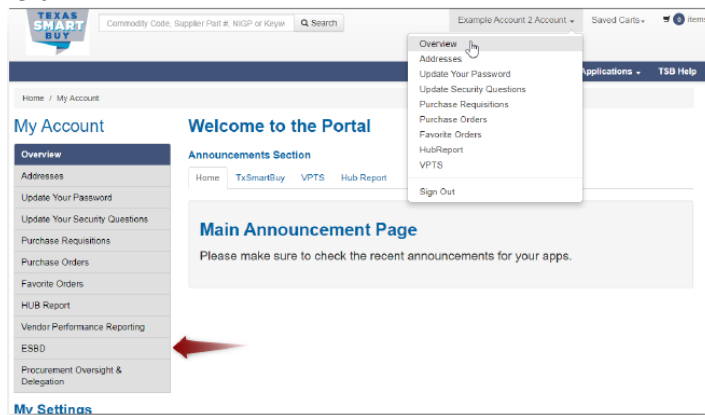 TEXAS
SMART
BUY
Commodity Code, Supplier Part #, NIGP or Keyw
Search
Example Account 2 Account
Saved Carts
0 items
Overview
Addresses
Update Your Password
Update Security Questions
Purchase Requisitions
Purchase Orders
Favorite Orders
HubReport
VPTS
Sign Out
Applications
TSB Help
Home / My Account
My Account
Overview
Addresses
Update Your Password
Update Your Security Questions
Purchase Requisitions
Purchase Orders
Favorite Orders
HUB Report
Vendor Performance Reporting
ESBD
Procurement Oversight &
Delegation
My Settings
Welcome to the Portal
Announcements Section
Home TxSmartBuy VPTS Hub Report
Main Announcement Page
Please make sure to check the recent announcements for your apps.